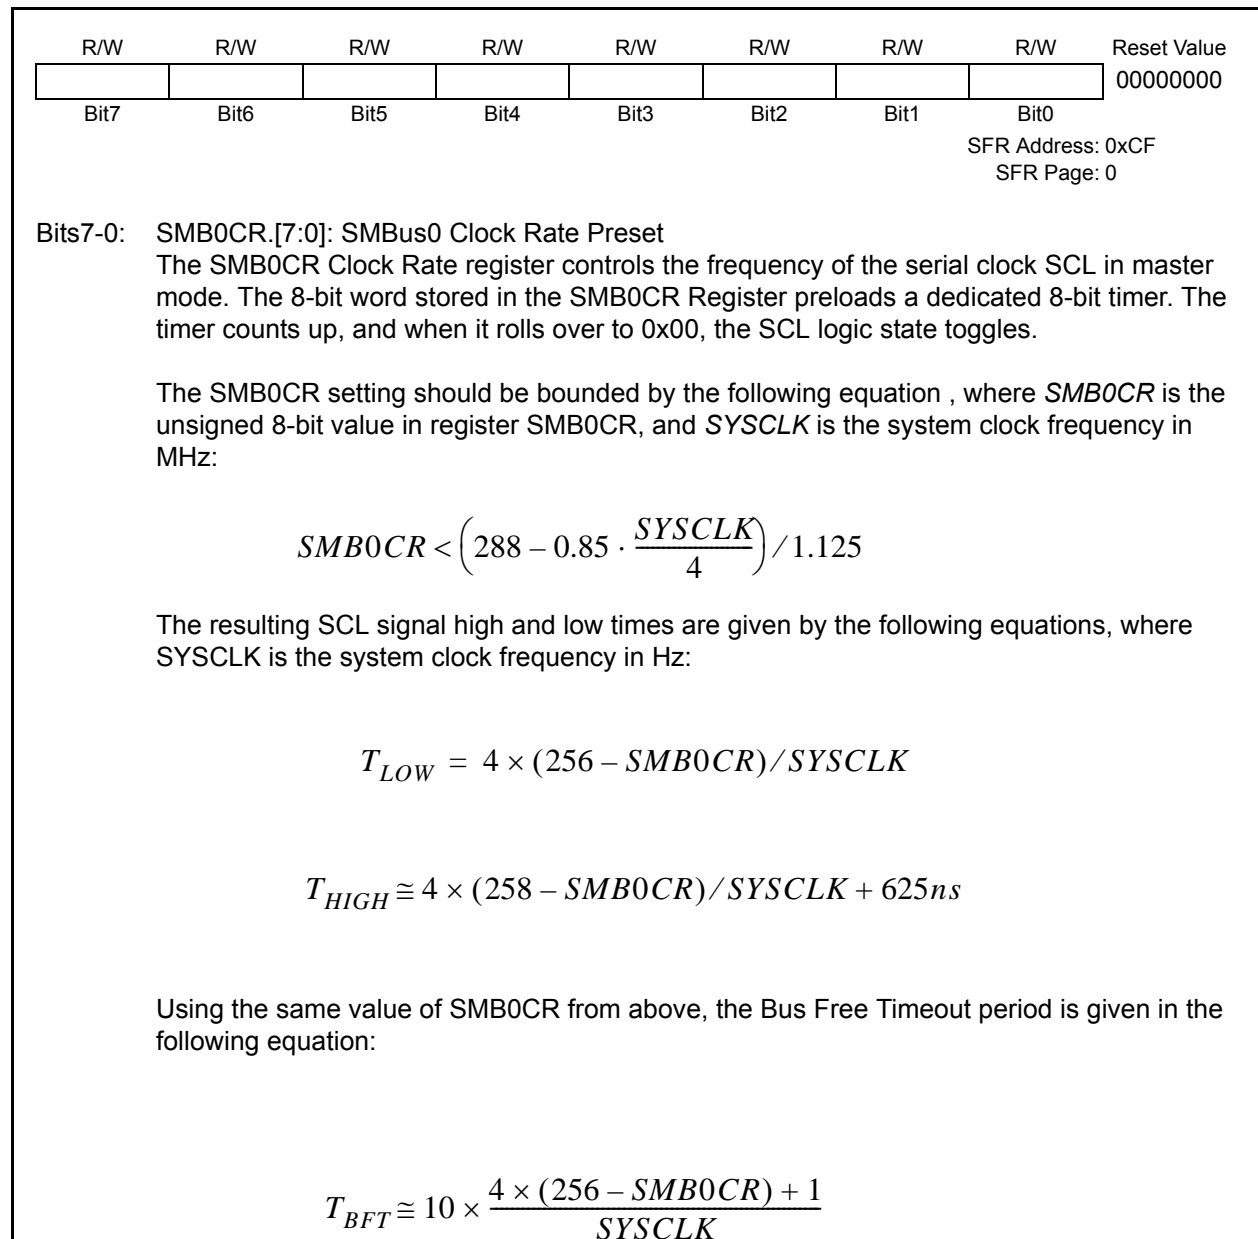 R/W R/W R/W R/W R/W R/W R/W R/W Reset Value
00000000
Bit7 Bit6 Bit5 Bit4 Bit3 Bit2 Bit1 Bit0
SFR Address: 0xCF
SFR Page: 0
Bits7-0: SMB0CR.[7:0]: SMBus0 Clock Rate Preset
The SMB0CR Clock Rate register controls the frequency of the serial clock SCL in master
mode. The 8-bit word stored in the SMB0CR Register preloads a dedicated 8-bit timer. The
timer counts up, and when it rolls over to 0x00, the SCL logic state toggles.
The SMB0CR setting should be bounded by the following equation , where SMB0CR is the
unsigned 8-bit value in register SMB0CR, and SYSCLK is the system clock frequency in
MHz:
SMB0CR < (288 – 0.85 · SYSCLK/4) / 1.125
The resulting SCL signal high and low times are given by the following equations, where
SYSCLK is the system clock frequency in Hz:
T_LOW = 4 × (256 – SMB0CR) / SYSCLK
T_HIGH ≅ 4 × (258 – SMB0CR) / SYSCLK + 625ns
Using the same value of SMB0CR from above, the Bus Free Timeout period is given in the
following equation:
T_BFT ≅ 10 × (4 × (256 – SMB0CR) + 1)/SYSCLK